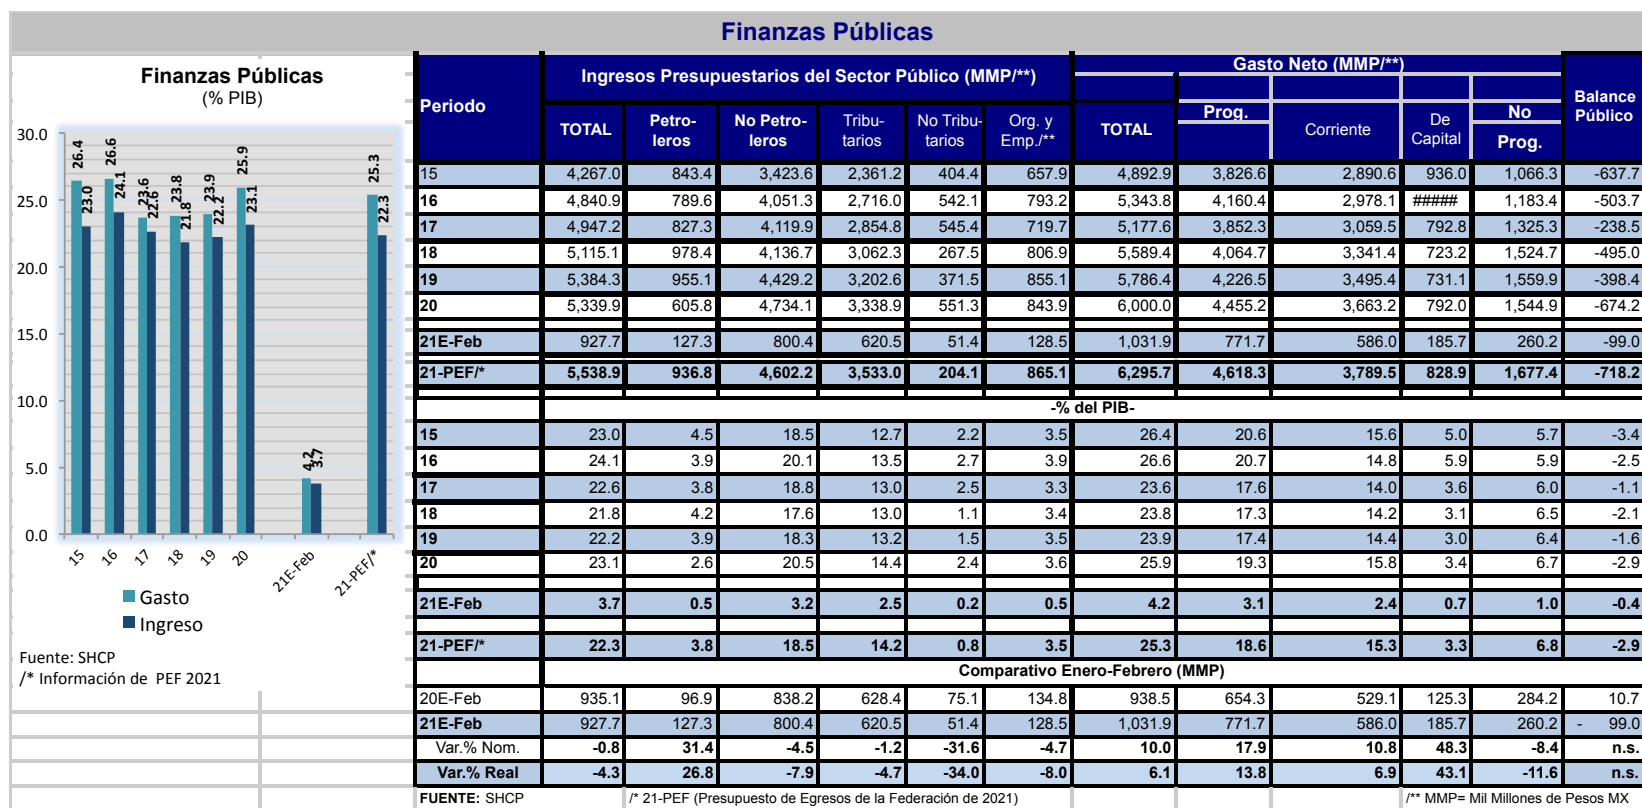 Finanzas Públicas
Finanzas Públicas
(% PIB)
30.0
25.0
20.0
15.0
10.0
5.0
0.0
26.4 23.0 26.6 24.1 23.6 22.6 23.8 21.8 23.9 22.2 25.9 23.1 4.2 3.7 25.3 22.3
15 16 17 18 19 20 21E-Feb 21-PEF/*
Gasto
Ingreso
Fuente: SHCP
/* Información de PEF 2021
Periodo Ingresos Presupuestarios del Sector Público (MMP/**) Gasto Neto (MMP/**) Balance Público
TOTAL Petro-leros No Petro-leros Tribu-tarios No Tribu-tarios Org. y Emp./** TOTAL Prog. Corriente De Capital No Prog.
15 4,267.0 843.4 3,423.6 2,361.2 404.4 657.9 4,892.9 3,826.6 2,890.6 936.0 1,066.3 -637.7
16 4,840.9 789.6 4,051.3 2,716.0 542.1 793.2 5,343.8 4,160.4 2,978.1 ##### 1,183.4 -503.7
17 4,947.2 827.3 4,119.9 2,854.8 545.4 719.7 5,177.6 3,852.3 3,059.5 792.8 1,325.3 -238.5
18 5,115.1 978.4 4,136.7 3,062.3 267.5 806.9 5,589.4 4,064.7 3,341.4 723.2 1,524.7 -495.0
19 5,384.3 955.1 4,429.2 3,202.6 371.5 855.1 5,786.4 4,226.5 3,495.4 731.1 1,559.9 -398.4
20 5,339.9 605.8 4,734.1 3,338.9 551.3 843.9 6,000.0 4,455.2 3,663.2 792.0 1,544.9 -674.2
21E-Feb 927.7 127.3 800.4 620.5 51.4 128.5 1,031.9 771.7 586.0 185.7 260.2 -99.0
21-PEF/* 5,538.9 936.8 4,602.2 3,533.0 204.1 865.1 6,295.7 4,618.3 3,789.5 828.9 1,677.4 -718.2
-% del PIB-
15 23.0 4.5 18.5 12.7 2.2 3.5 26.4 20.6 15.6 5.0 5.7 -3.4
16 24.1 3.9 20.1 13.5 2.7 3.9 26.6 20.7 14.8 5.9 5.9 -2.5
17 22.6 3.8 18.8 13.0 2.5 3.3 23.6 17.6 14.0 3.6 6.0 -1.1
18 21.8 4.2 17.6 13.0 1.1 3.4 23.8 17.3 14.2 3.1 6.5 -2.1
19 22.2 3.9 18.3 13.2 1.5 3.5 23.9 17.4 14.4 3.0 6.4 -1.6
20 23.1 2.6 20.5 14.4 2.4 3.6 25.9 19.3 15.8 3.4 6.7 -2.9
21E-Feb 3.7 0.5 3.2 2.5 0.2 0.5 4.2 3.1 2.4 0.7 1.0 -0.4
21-PEF/* 22.3 3.8 18.5 14.2 0.8 3.5 25.3 18.6 15.3 3.3 6.8 -2.9
Comparativo Enero-Febrero (MMP)
20E-Feb 935.1 96.9 838.2 628.4 75.1 134.8 938.5 654.3 529.1 125.3 284.2 10.7
21E-Feb 927.7 127.3 800.4 620.5 51.4 128.5 1,031.9 771.7 586.0 185.7 260.2 - 99.0
Var.% Nom. -0.8 31.4 -4.5 -1.2 -31.6 -4.7 10.0 17.9 10.8 48.3 -8.4 n.s.
Var.% Real -4.3 26.8 -7.9 -4.7 -34.0 -8.0 6.1 13.8 6.9 43.1 -11.6 n.s.
FUENTE: SHCP /* 21-PEF (Presupuesto de Egresos de la Federación de 2021) /** MMP= Mil Millones de Pesos MX